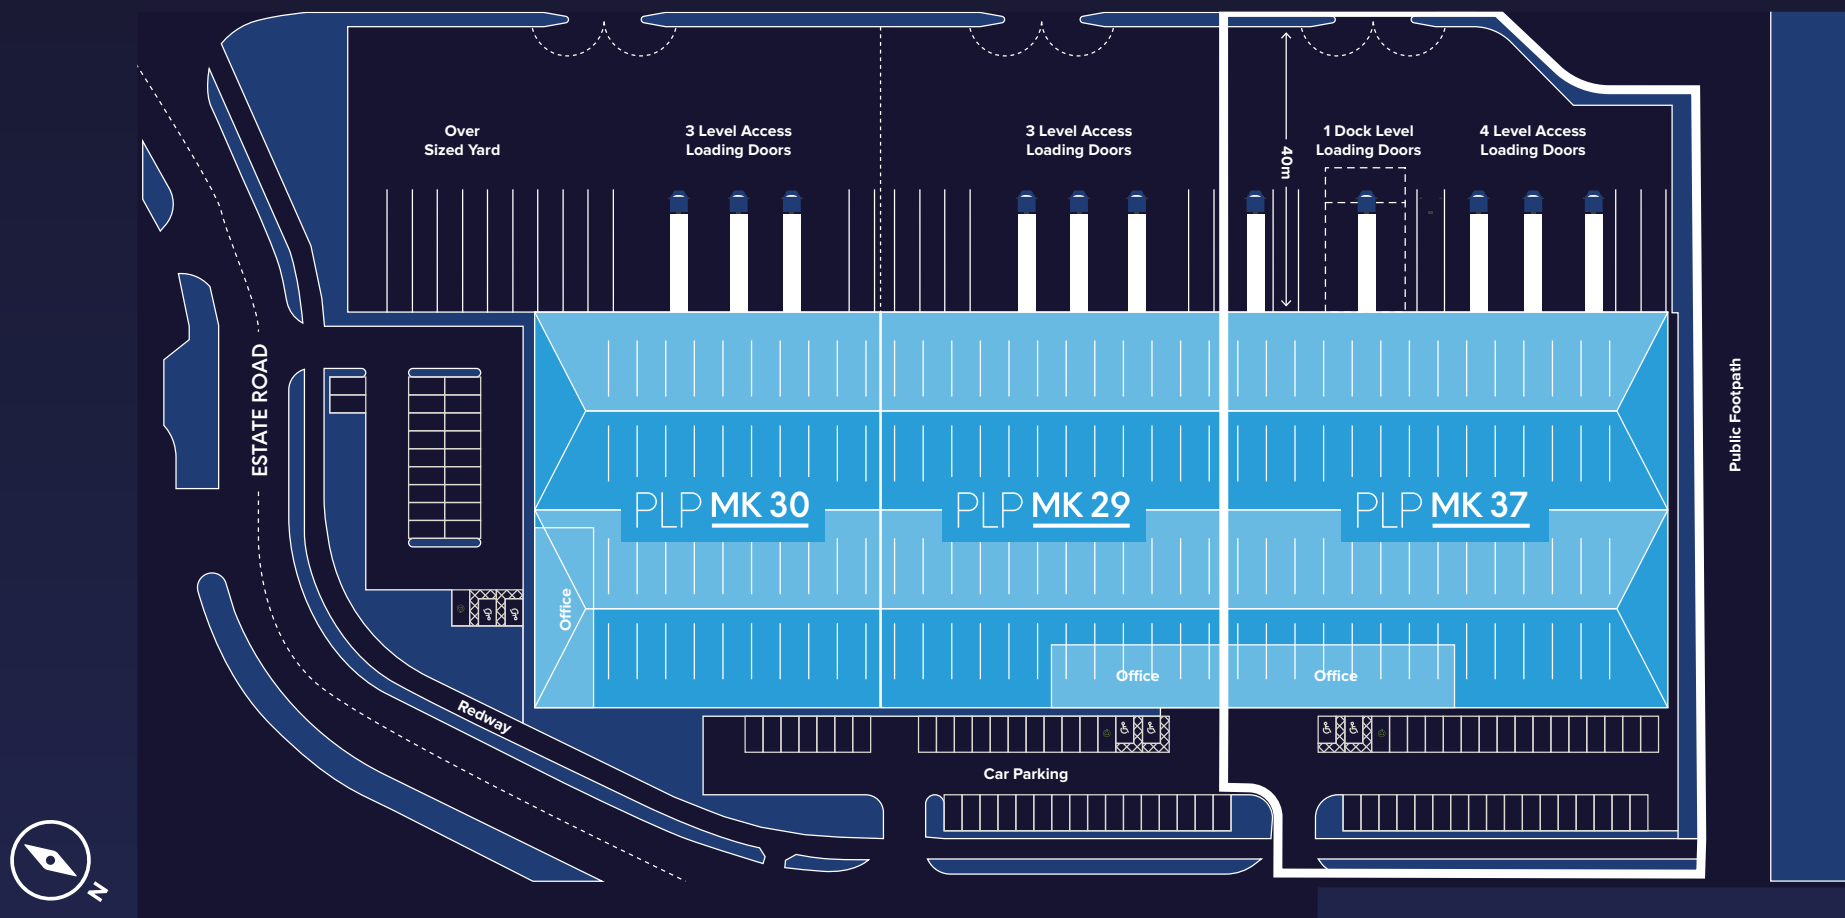 Over
Sized Yard
3 Level Access
Loading Doors
3 Level Access
Loading Doors
1 Dock Level
Loading Doors
4 Level Access
Loading Doors
40m
ESTATE ROAD
Public Footpath
PLP MK 30
PLP MK 29
PLP MK 37
Office
Office
Office
Redway
Car Parking
N